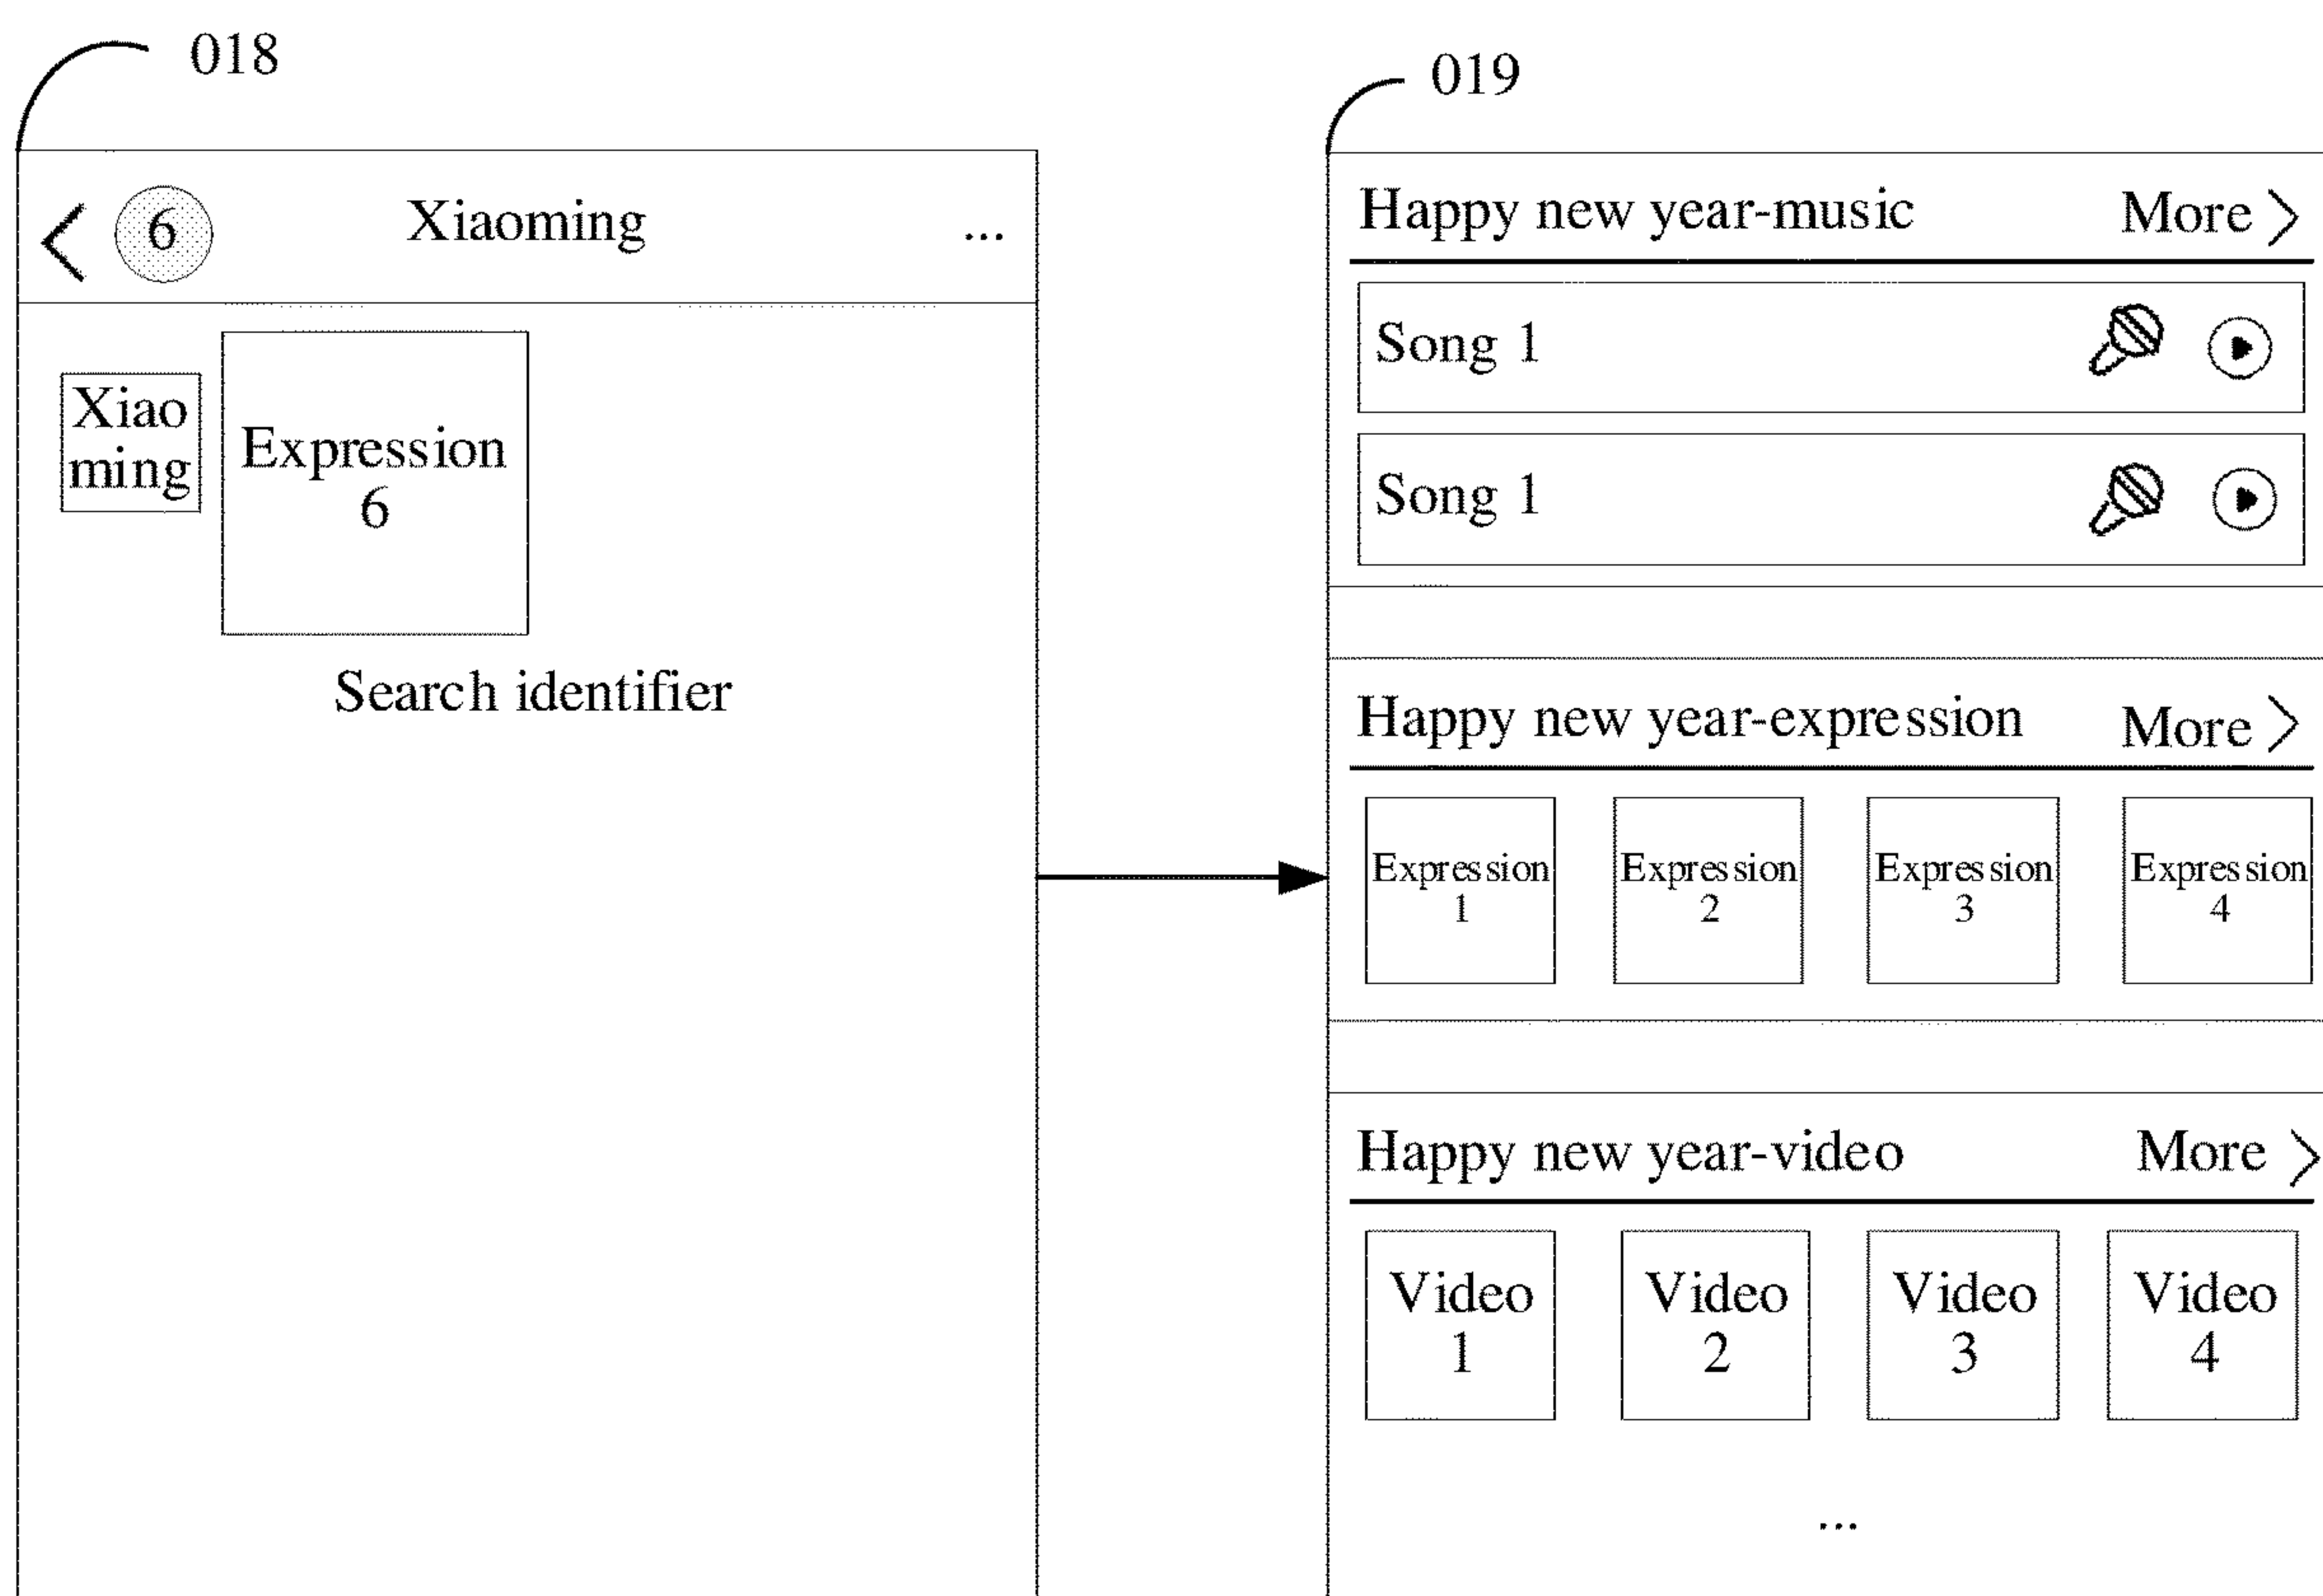 018
6
Xiaoming
...
Xiao
ming
Expression
6
Search identifier
019
Happy new year-music
More
Song 1
Song 1
Happy new year-expression
More
Expression
1
Expression
2
Expression
3
Expression
4
Happy new year-video
More
Video
1
Video
2
Video
3
Video
4
...